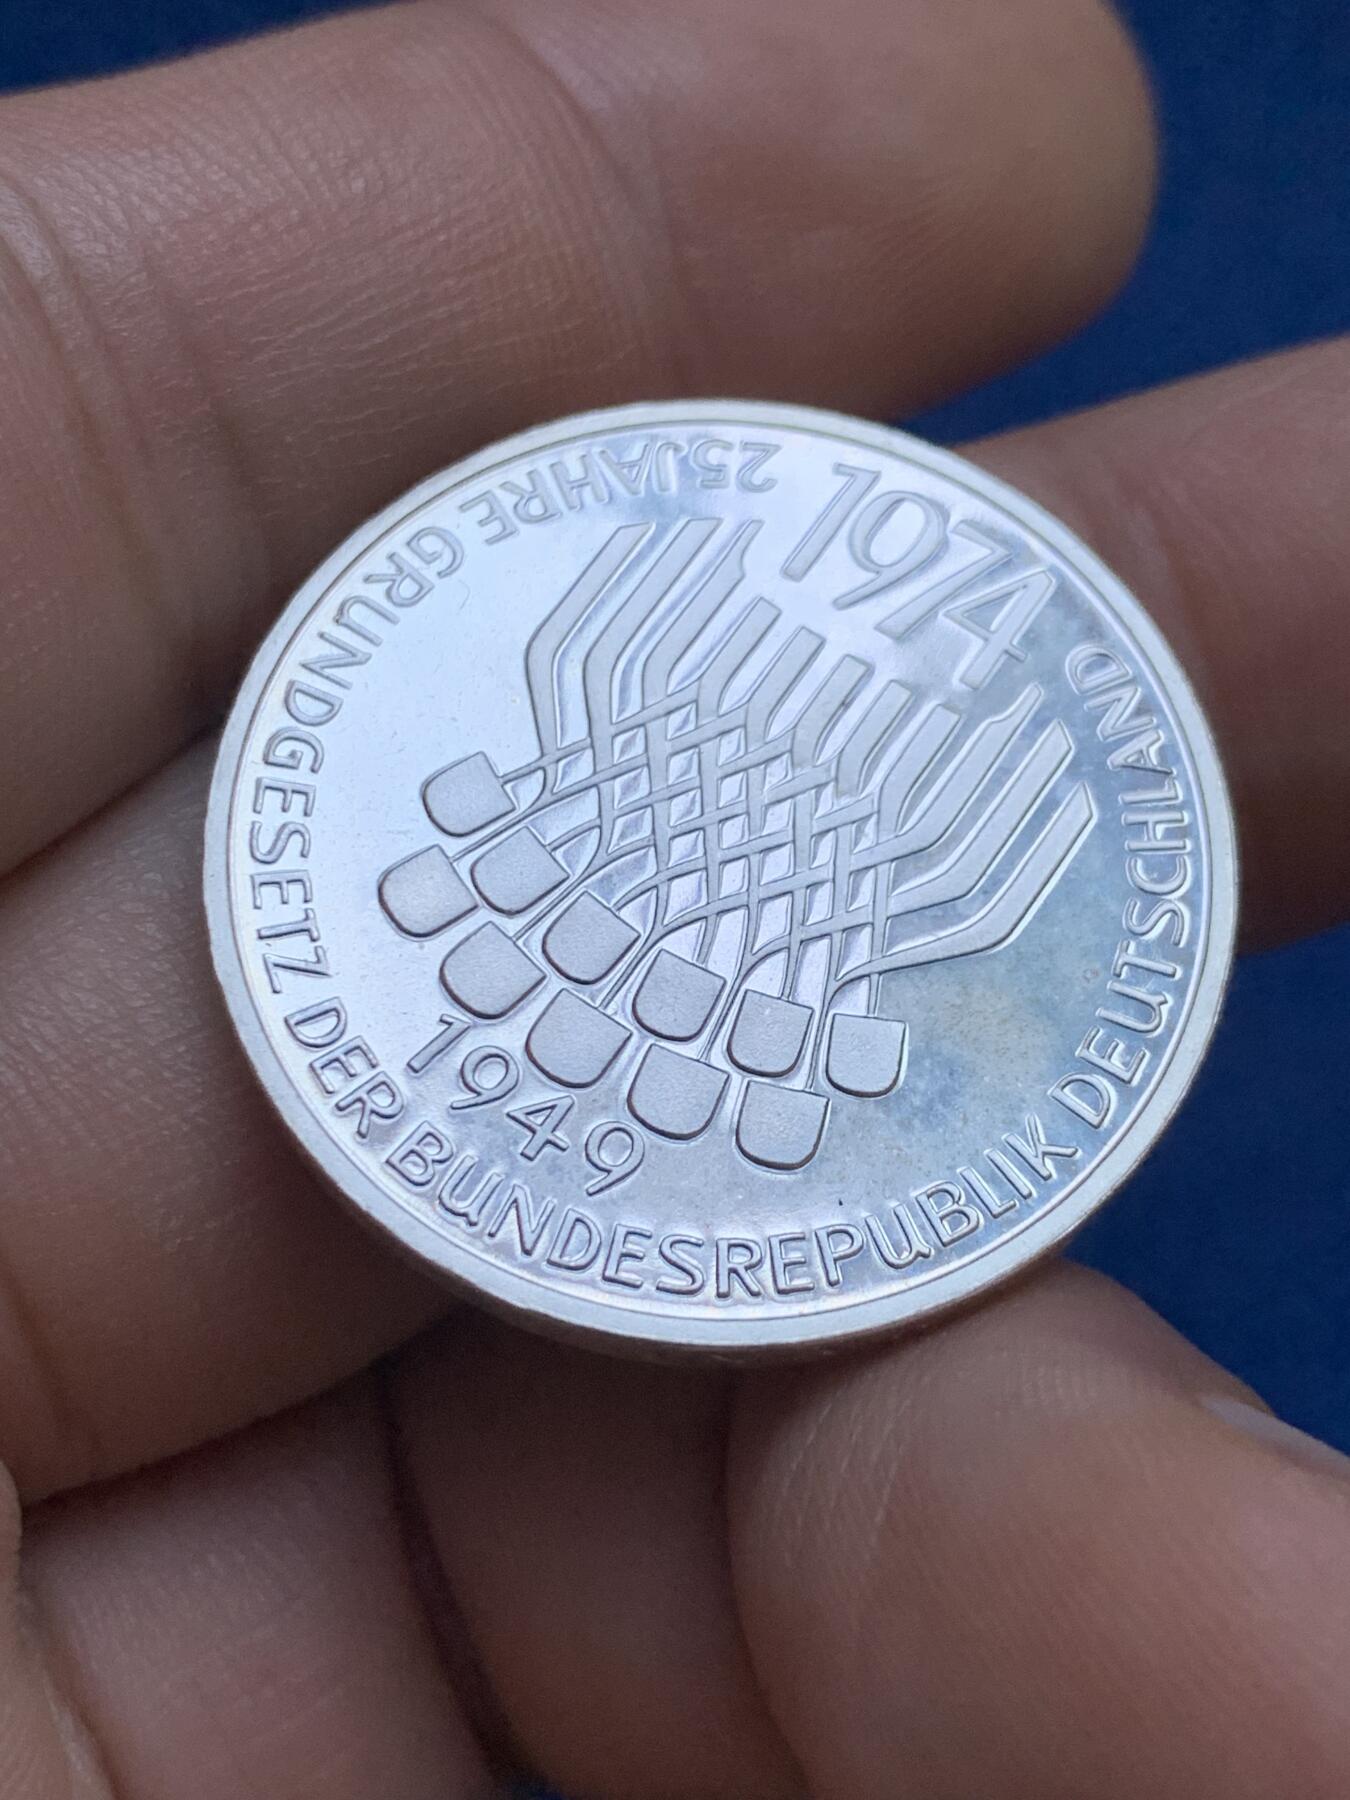 25 JAHRE GRUNDGESETZ DER BUNDESREPUBLIK DEUTSCHLAND
1974
1949